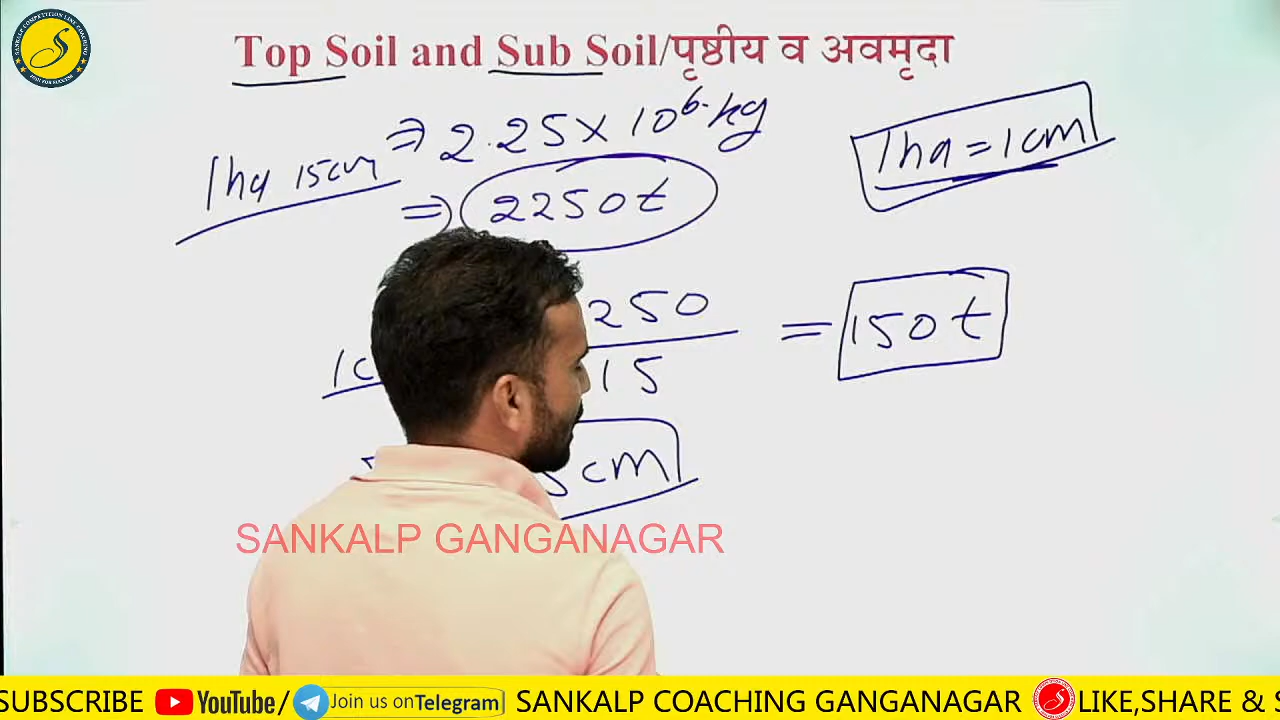 Top Soil and Sub Soil/पृष्ठीय व अवमृदा
1ha 15cm ⇒ 2.25 × 10⁶ kg
1ha = 1cm
⇒ 2250t
250
15
= 150t
cm
SANKALP GANGANAGAR
SUBSCRIBE YouTube / Join us on Telegram SANKALP COACHING GANGANAGAR LIKE,SHARE &